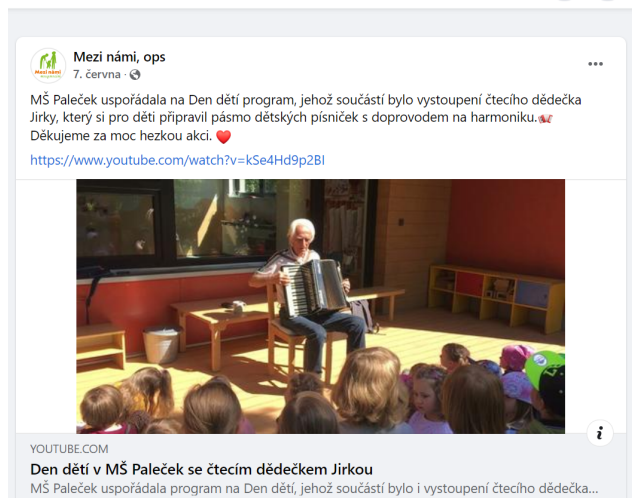 Mezi námi, ops
7. června ·
MŠ Paleček uspořádala na Den dětí program, jehož součástí bylo vystoupení čtecího dědečka
Jirky, který si pro děti připravil pásmo dětských písniček s doprovodem na harmoniku.
Děkujeme za moc hezkou akci.
https://www.youtube.com/watch?v=kSe4Hd9p2BI
YOUTUBE.COM
Den dětí v MŠ Paleček se čtecím dědečkem Jirkou
MŠ Paleček uspořádala program na Den dětí, jehož součástí bylo i vystoupení čtecího dědečka...